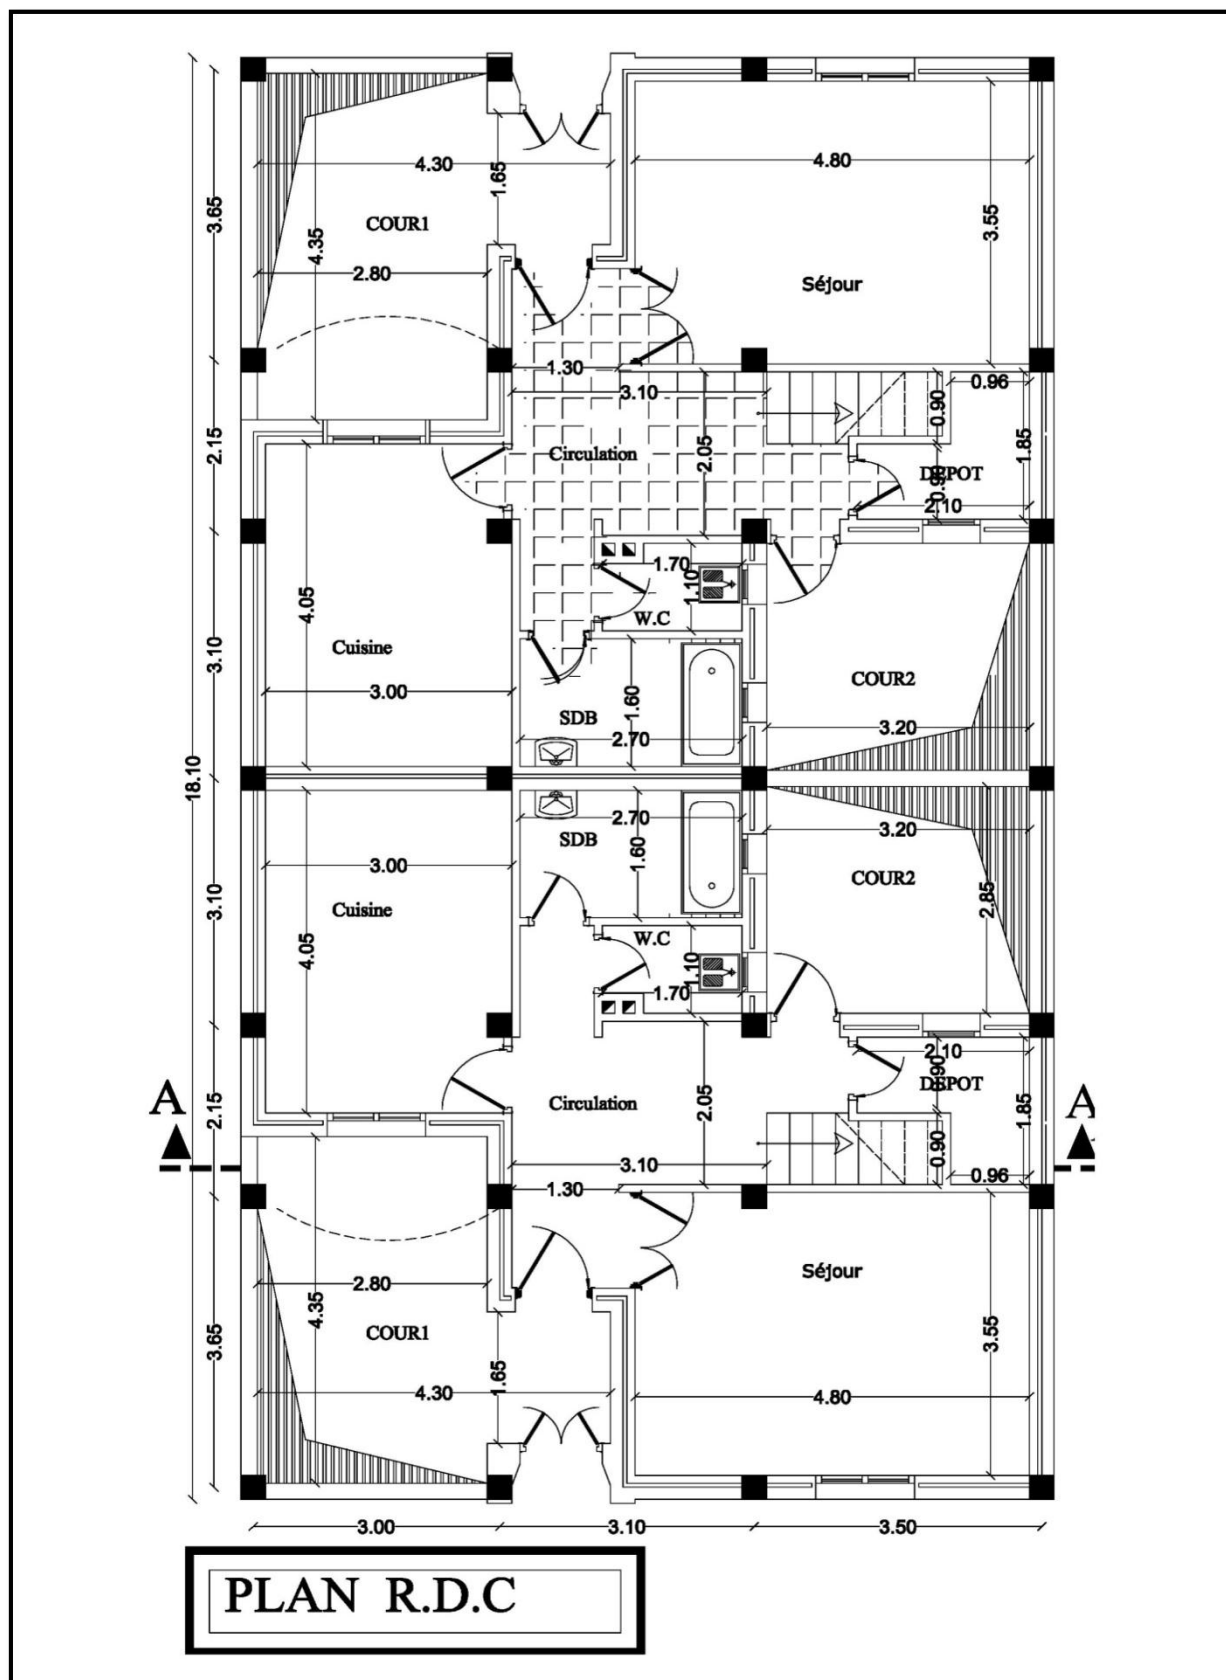 4.30
1.65
4.80
3.65
COUR1
4.35
3.55
2.80
Séjour
1.30
0.96
3.10
0.90
2.15
Circulation
2.05
1.85
DEPOT
0.90
2.10
1.70
1.10
4.05
W.C
3.10
Cuisine
COUR2
3.00
1.60
SDB
3.20
2.70
18.10
2.70
3.20
SDB
1.60
3.00
COUR2
Cuisine
2.85
3.10
W.C
4.05
1.10
1.70
2.10
0.90
DEPOT
A
A
2.15
Circulation
2.05
1.85
0.90
3.10
0.96
1.30
Séjour
2.80
4.35
COUR1
3.55
3.65
1.65
4.30
4.80
3.00
3.10
3.50
PLAN R.D.C